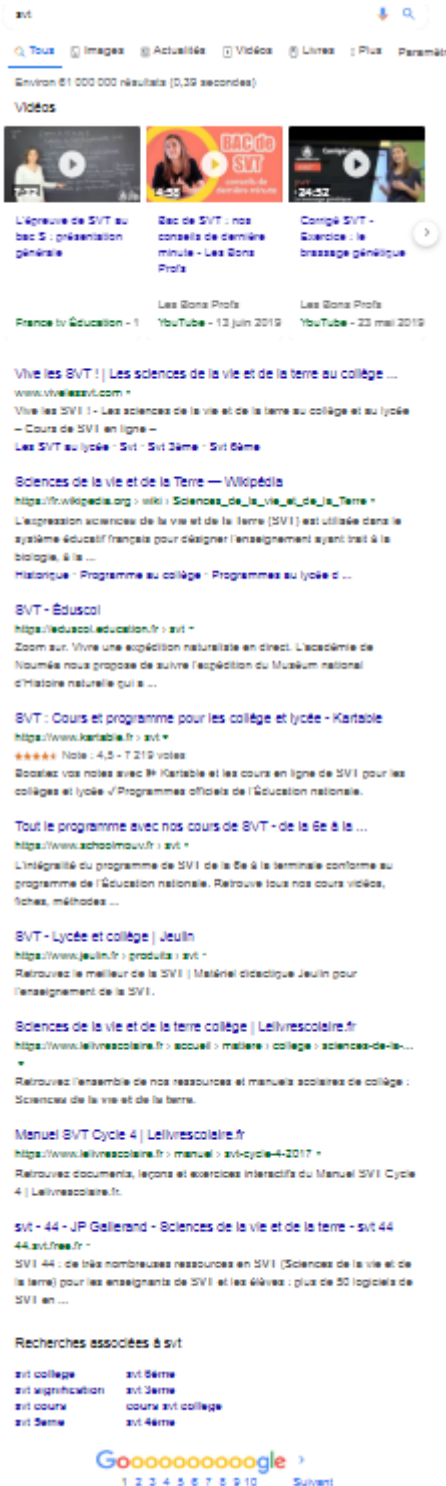 svt
Tous Images Actualités Vidéos Livres Plus Paramètr
Environ 61 000 000 résultats (0,39 secondes)
Vidéos
7:32 4:58 24:52
L'épreuve de SVT au bac S : présentation générale
France tv Éducation - 1
Bac de SVT : nos conseils de dernière minute - Les Bons Profs
Les Bons Profs
YouTube - 13 juin 2019
Corrigé SVT - Exercice : le brassage génétique
Les Bons Profs
YouTube - 23 mai 2019
Vive les SVT ! | Les sciences de la vie et de la terre au collège ...
www.vivelessvt.com
Vive les SVT ! - Les sciences de la vie et de la terre au collège et au lycée
– Cours de SVT en ligne –
Les SVT au lycée · Svt · Svt 3ème · Svt 6ème
Sciences de la vie et de la Terre — Wikipédia
https://fr.wikipedia.org › wiki › Sciences_de_la_vie_et_de_la_Terre
L'expression sciences de la vie et de la Terre (SVT) est utilisée dans le
système éducatif français pour désigner l'enseignement ayant trait à la
biologie, à la ...
Historique · Programme au collège · Programmes au lycée d ...
SVT - Éduscol
https://eduscol.education.fr › svt
Zoom sur. Vivre une expédition naturaliste en direct. L'académie de
Nouméa nous propose de suivre l'expédition du Muséum national
d'Histoire naturelle qui a ...
SVT : Cours et programme pour les collège et lycée - Kartable
https://www.kartable.fr › svt
Note : 4,5 - 7 219 votes
Boostez vos notes avec Kartable et les cours en ligne de SVT pour les
collèges et lycée √ Programmes officiels de l'Éducation nationale.
Tout le programme avec nos cours de SVT - de la 6e à la ...
https://www.schoolmouv.fr › svt
L'intégralité du programme de SVT de la 6e à la terminale conforme au
programme de l'Éducation nationale. Retrouve tous nos cours vidéos,
fiches, méthodes ...
SVT - Lycée et collège | Jeulin
https://www.jeulin.fr › produits › svt
Retrouvez le meilleur de la SVT | Matériel didactique Jeulin pour
l'enseignement de la SVT.
Sciences de la vie et de la terre collège | Lelivrescolaire.fr
https://www.lelivrescolaire.fr › accueil › matiere › college › sciences-de-la-...
Retrouvez l'ensemble de nos ressources et manuels scolaires de collège :
Sciences de la vie et de la terre.
Manuel SVT Cycle 4 | Lelivrescolaire.fr
https://www.lelivrescolaire.fr › manuel › svt-cycle-4-2017
Retrouvez documents, leçons et exercices interactifs du Manuel SVT Cycle
4 | Lelivrescolaire.fr.
svt - 44 - JP Gallerand - Sciences de la vie et de la terre - svt 44
44.svt.free.fr
SVT 44 : de très nombreuses ressources en SVT (Sciences de la vie et de
la terre) pour les enseignants de SVT et les élèves : plus de 50 logiciels de
SVT en ...
Recherches associées à svt
svt college svt 6ème
svt signification svt 3eme
svt cours cours svt college
svt 5eme svt 4ème
Goooooooooogle
1 2 3 4 5 6 7 8 9 10 Suivant